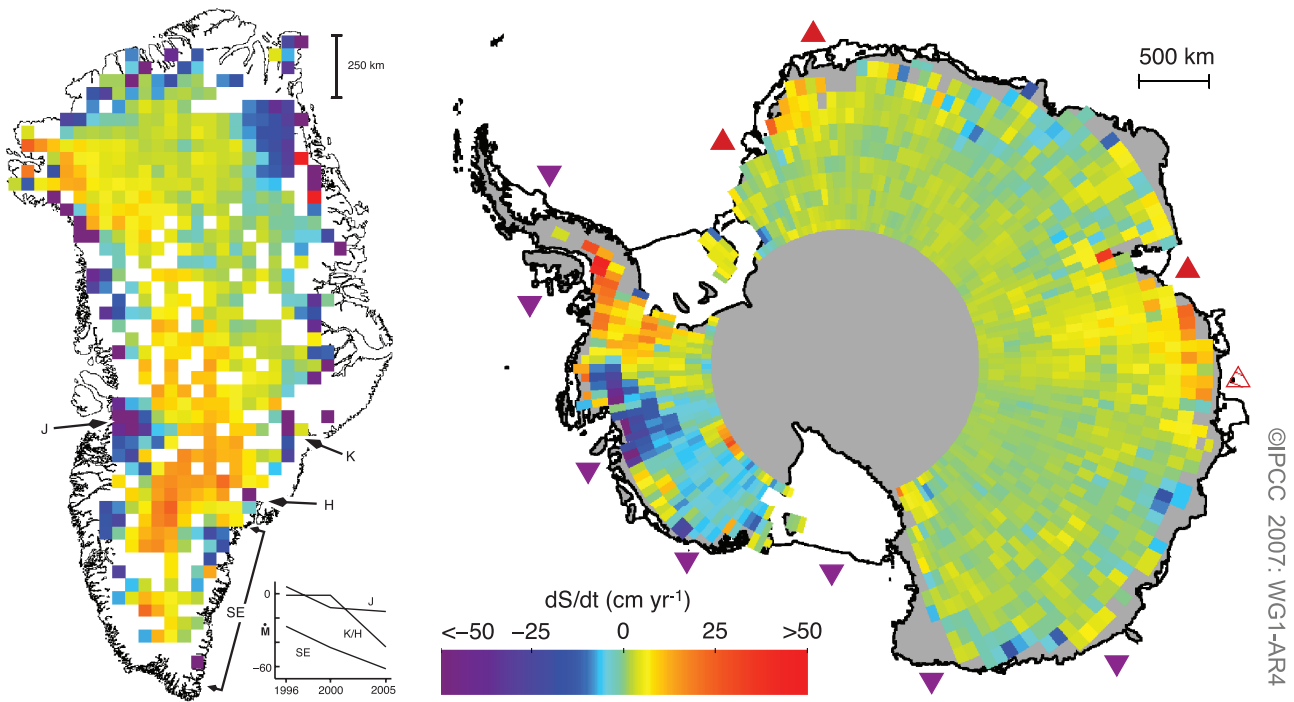 250 km
500 km
J
K
H
SE
0
J
Ṁ
K/H
SE
−60
1996 2000 2005
dS/dt (cm yr-1)
<−50 −25 0 25 >50
©IPCC 2007: WG1-AR4